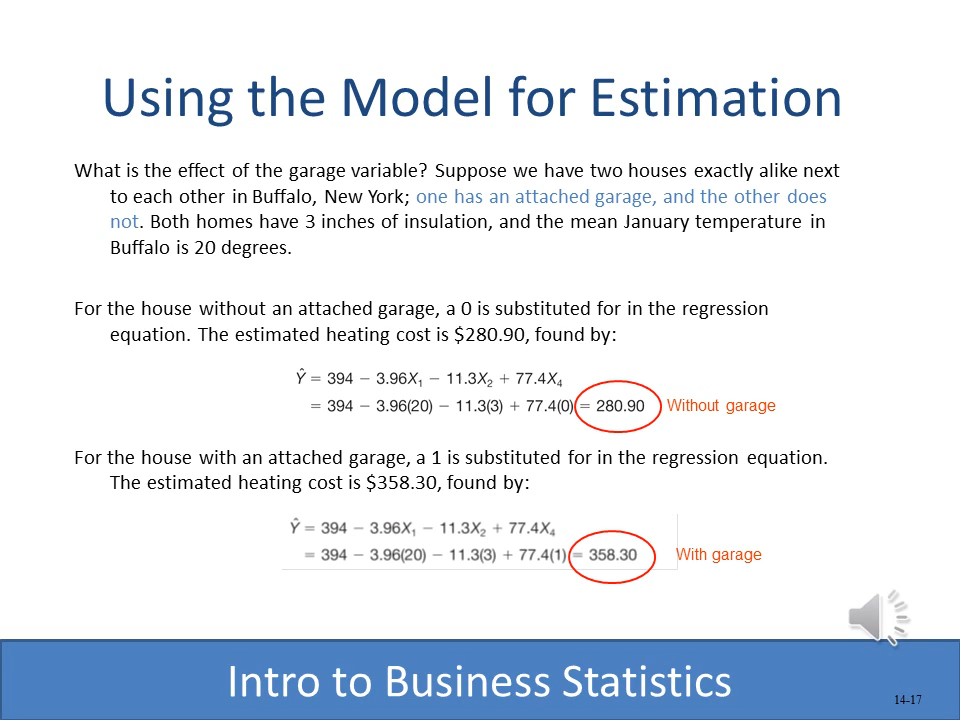 Using the Model for Estimation
What is the effect of the garage variable? Suppose we have two houses exactly alike next
to each other in Buffalo, New York; one has an attached garage, and the other does
not. Both homes have 3 inches of insulation, and the mean January temperature in
Buffalo is 20 degrees.
For the house without an attached garage, a 0 is substituted for in the regression
equation. The estimated heating cost is $280.90, found by:
Ŷ = 394 − 3.96X₁ − 11.3X₂ + 77.4X₄
= 394 − 3.96(20) − 11.3(3) + 77.4(0) = 280.90 Without garage
For the house with an attached garage, a 1 is substituted for in the regression equation.
The estimated heating cost is $358.30, found by:
Ŷ = 394 − 3.96X₁ − 11.3X₂ + 77.4X₄
= 394 − 3.96(20) − 11.3(3) + 77.4(1) = 358.30 With garage
Intro to Business Statistics
14-17